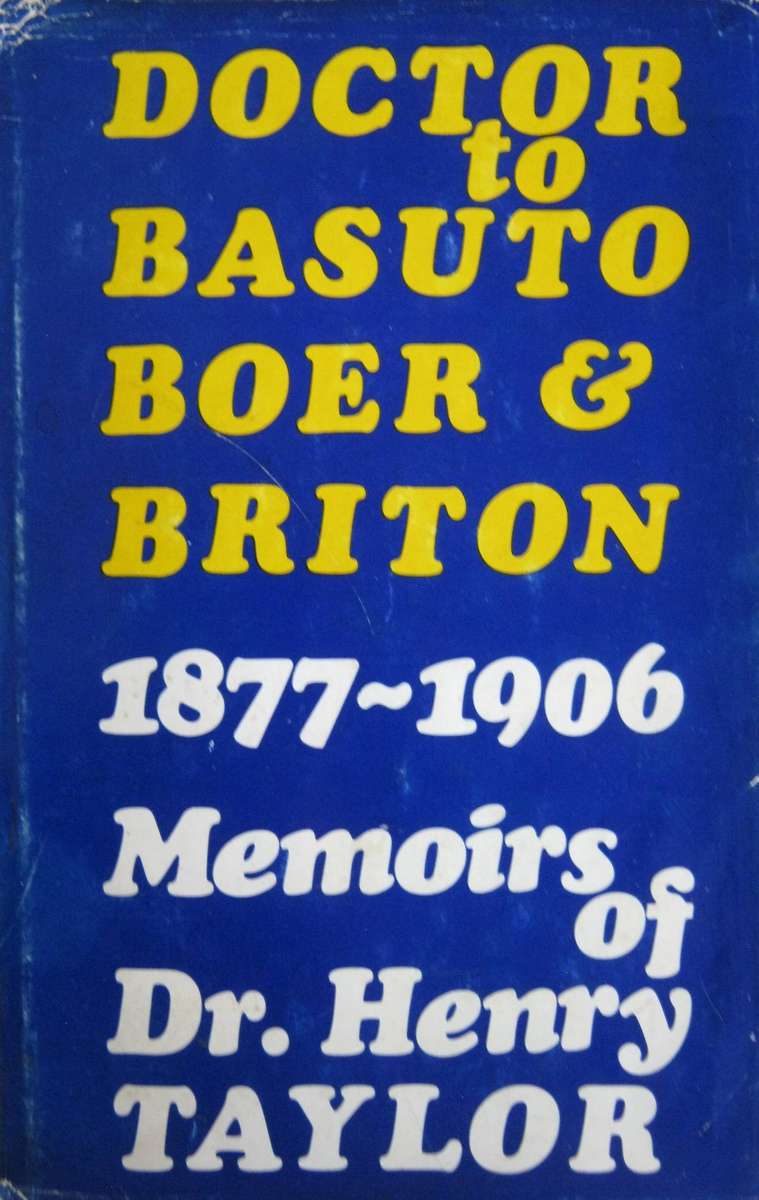 DOCTOR
to
BASUTO
BOER &
BRITON
1877~1906
Memoirs
of
Dr. Henry
TAYLOR